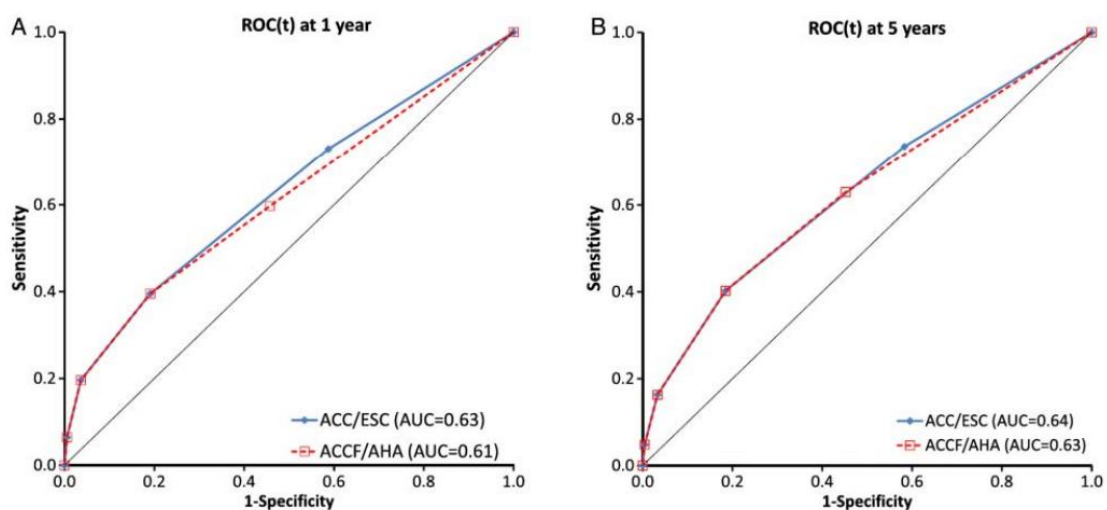 A
ROC(t) at 1 year
1.0
0.8
0.6
0.4
0.2
0.0
Sensitivity
0.0 0.2 0.4 0.6 0.8 1.0
1-Specificity
ACC/ESC (AUC=0.63)
ACCF/AHA (AUC=0.61)
B
ROC(t) at 5 years
1.0
0.8
0.6
0.4
0.2
0.0
Sensitivity
0.0 0.2 0.4 0.6 0.8 1.0
1-Specificity
ACC/ESC (AUC=0.64)
ACCF/AHA (AUC=0.63)